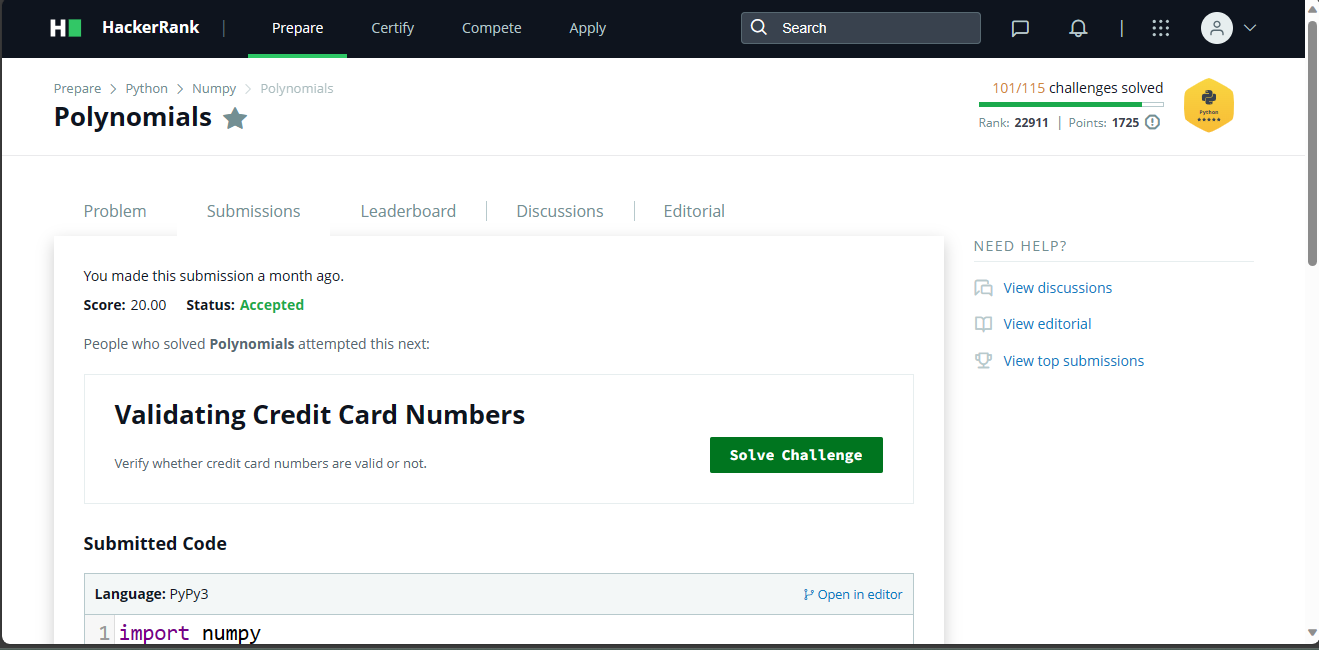 HackerRank | Prepare Certify Compete Apply Search
Prepare > Python > Numpy > Polynomials
Polynomials
101/115 challenges solved
Rank: 22911 | Points: 1725
Python
Problem Submissions Leaderboard Discussions Editorial
NEED HELP?
View discussions
View editorial
View top submissions
You made this submission a month ago.
Score: 20.00 Status: Accepted
People who solved Polynomials attempted this next:
Validating Credit Card Numbers
Verify whether credit card numbers are valid or not.
Solve Challenge
Submitted Code
Language: PyPy3 Open in editor
1 import numpy